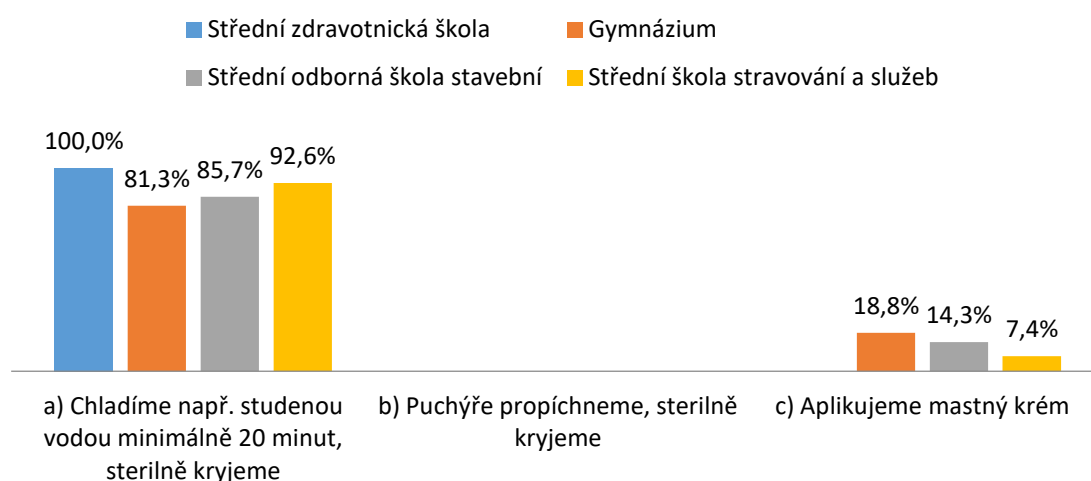 Střední zdravotnická škola
Gymnázium
Střední odborná škola stavební
Střední škola stravování a služeb
100,0%
81,3%
85,7%
92,6%
18,8%
14,3%
7,4%
a) Chladíme např. studenou
vodou minimálně 20 minut,
sterilně kryjeme
b) Puchýře propíchneme, sterilně
kryjeme
c) Aplikujeme mastný krém